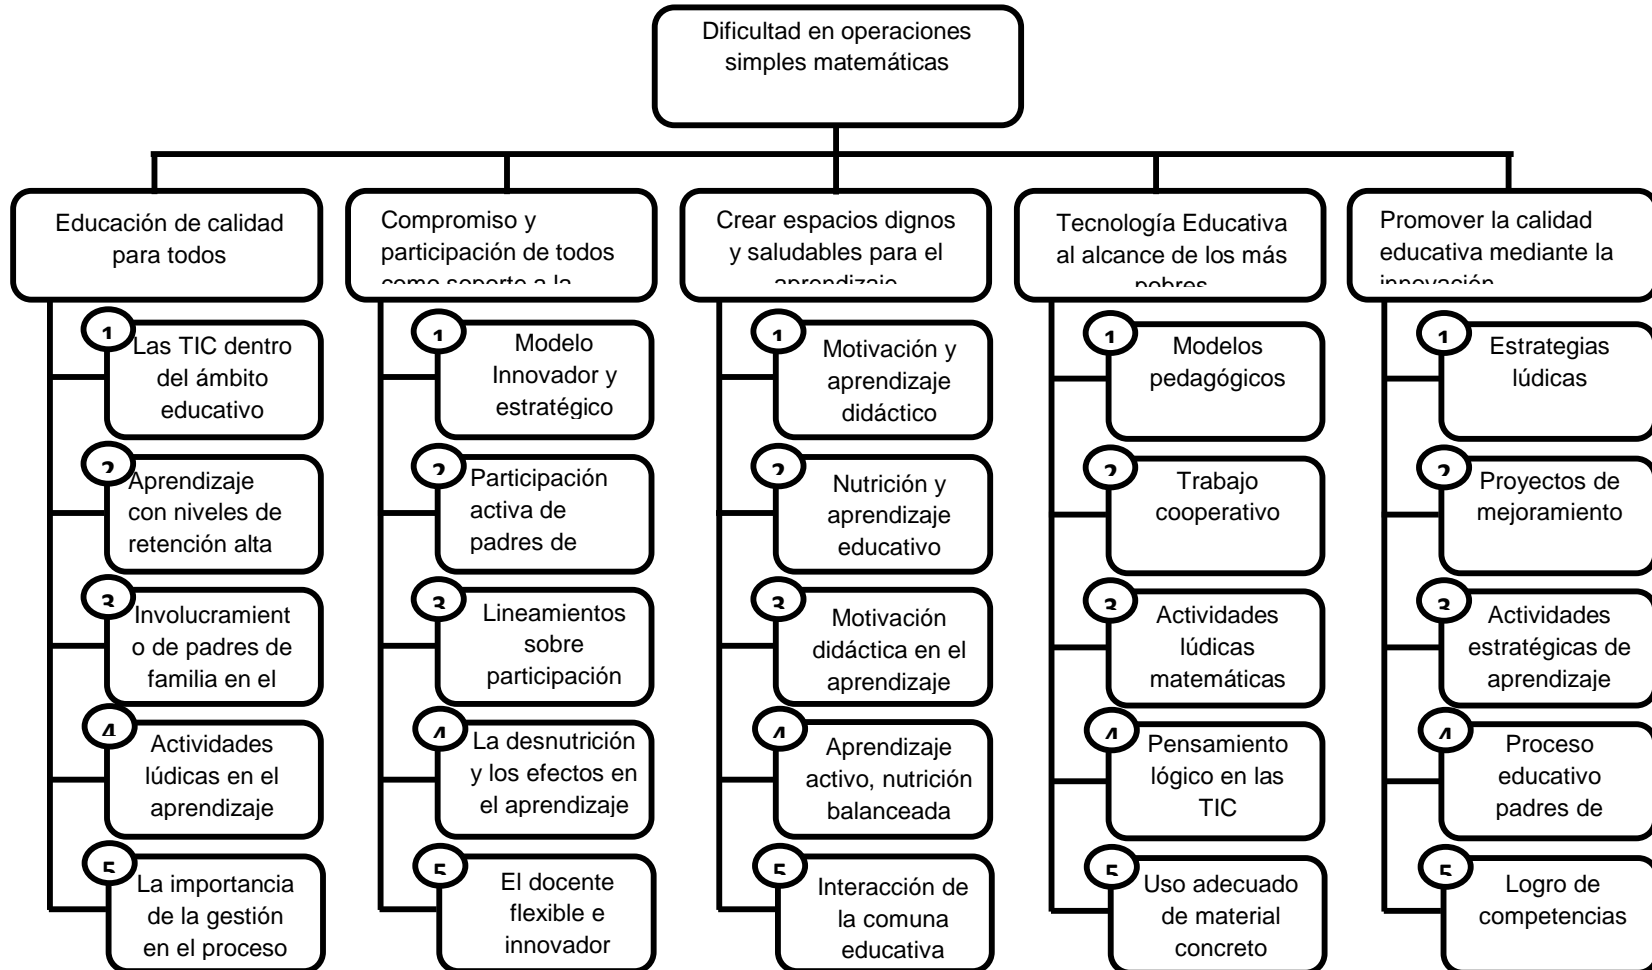 Dificultad en operaciones
simples matemáticas
Educación de calidad
para todos
1
Las TIC dentro
del ámbito
educativo
2
Aprendizaje
con niveles de
retención alta
3
Involucramient
o de padres de
familia en el
4
Actividades
lúdicas en el
aprendizaje
5
La importancia
de la gestión
en el proceso
Compromiso y
participación de todos
como soporte a la
1
Modelo
Innovador y
estratégico
2
Participación
activa de
padres de
3
Lineamientos
sobre
participación
4
La desnutrición
y los efectos en
el aprendizaje
5
El docente
flexible e
innovador
Crear espacios dignos
y saludables para el
aprendizaje
1
Motivación y
aprendizaje
didáctico
2
Nutrición y
aprendizaje
educativo
3
Motivación
didáctica en el
aprendizaje
4
Aprendizaje
activo, nutrición
balanceada
5
Interacción de
la comuna
educativa
Tecnología Educativa
al alcance de los más
pobres
1
Modelos
pedagógicos
2
Trabajo
cooperativo
3
Actividades
lúdicas
matemáticas
4
Pensamiento
lógico en las
TIC
5
Uso adecuado
de material
concreto
Promover la calidad
educativa mediante la
innovación
1
Estrategias
lúdicas
2
Proyectos de
mejoramiento
3
Actividades
estratégicas de
aprendizaje
4
Proceso
educativo
padres de
5
Logro de
competencias